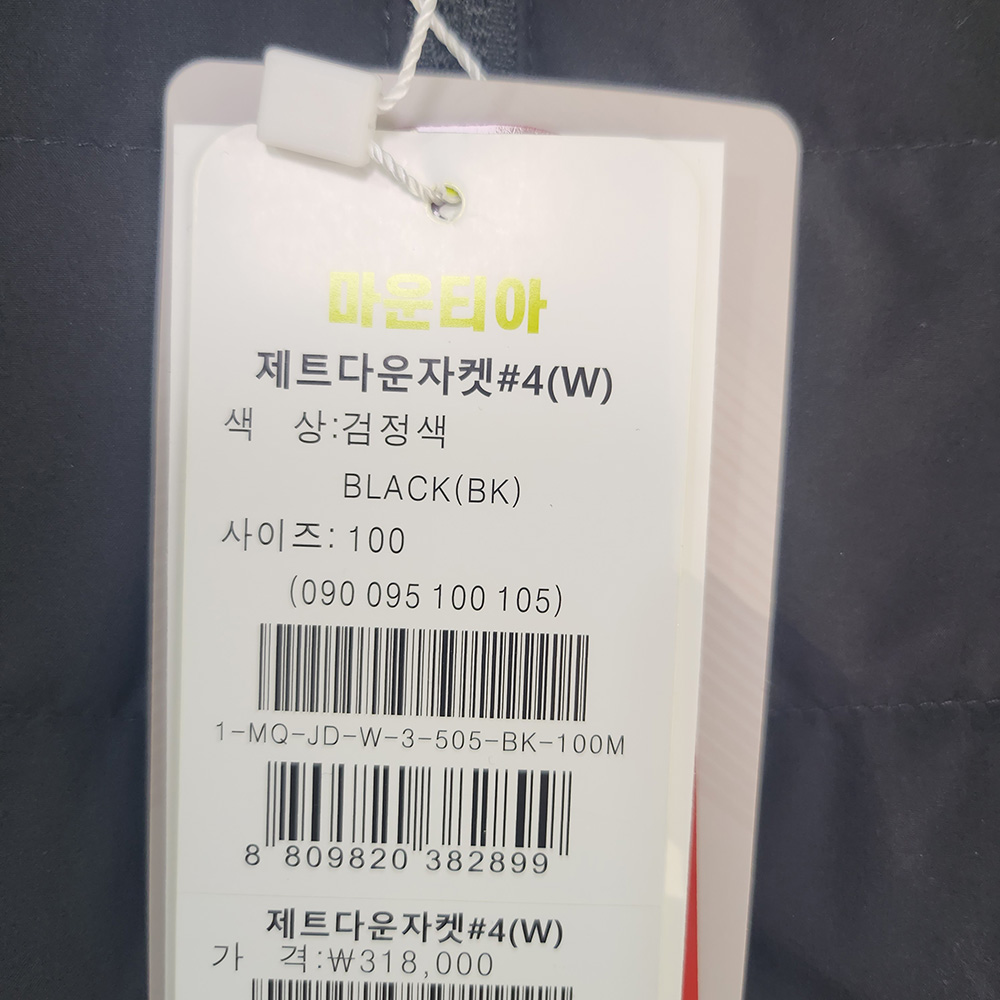 마운티아
제트다운자켓#4(W)
색 상:검정색
BLACK(BK)
사이즈: 100
(090 095 100 105)
1-MQ-JD-W-3-505-BK-100M
8 809820 382899
제트다운자켓#4(W)
가 격:₩318,000